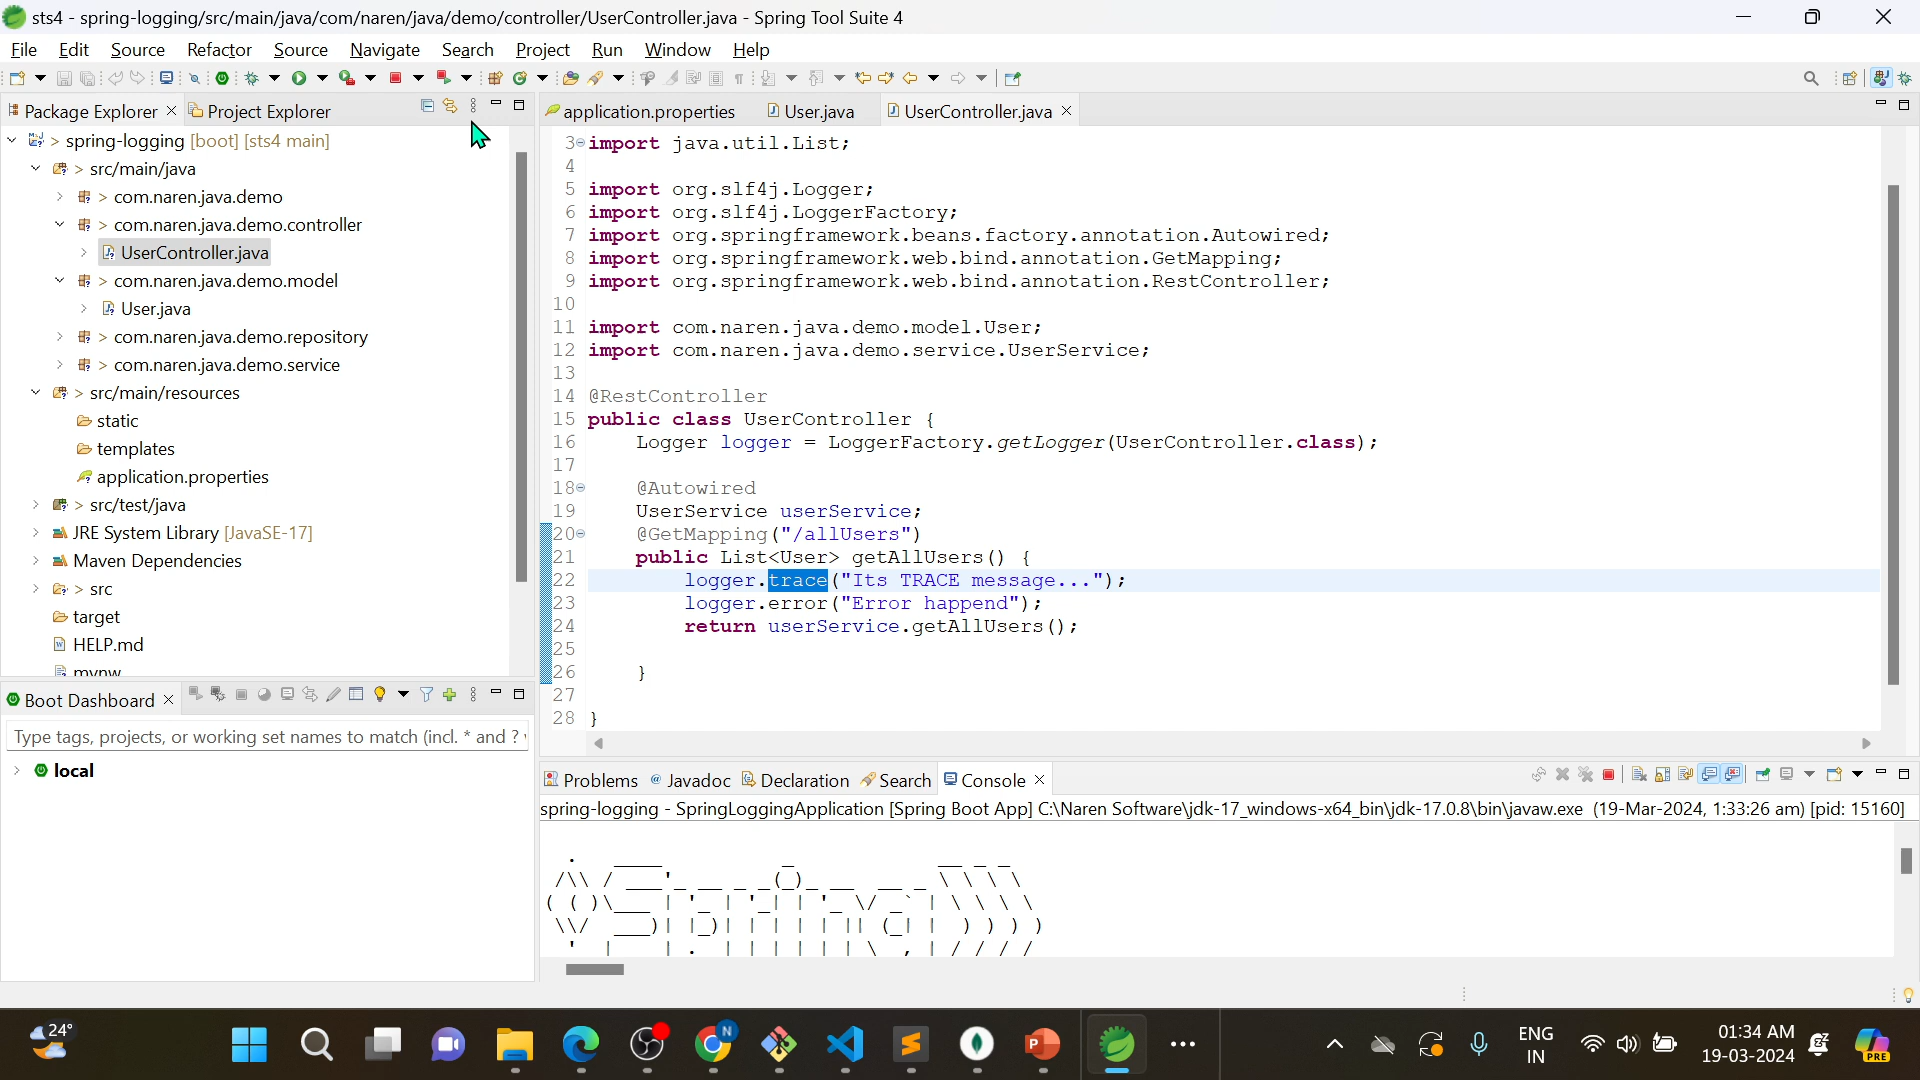 sts4 - spring-logging/src/main/java/com/naren/java/demo/controller/UserController.java - Spring Tool Suite 4
File Edit Source Refactor Source Navigate Search Project Run Window Help
Package Explorer Project Explorer
> spring-logging [boot] [sts4 main]
> src/main/java
> com.naren.java.demo
> com.naren.java.demo.controller
UserController.java
> com.naren.java.demo.model
User.java
> com.naren.java.demo.repository
> com.naren.java.demo.service
> src/main/resources
static
templates
application.properties
> src/test/java
JRE System Library [JavaSE-17]
Maven Dependencies
> src
target
HELP.md
mvnw
Boot Dashboard
Type tags, projects, or working set names to match (incl. * and ?
local
application.properties User.java UserController.java
3 import java.util.List;
4
5 import org.slf4j.Logger;
6 import org.slf4j.LoggerFactory;
7 import org.springframework.beans.factory.annotation.Autowired;
8 import org.springframework.web.bind.annotation.GetMapping;
9 import org.springframework.web.bind.annotation.RestController;
10
11 import com.naren.java.demo.model.User;
12 import com.naren.java.demo.service.UserService;
13
14 @RestController
15 public class UserController {
16 Logger logger = LoggerFactory.getLogger(UserController.class);
17
18 @Autowired
19 UserService userService;
20 @GetMapping("/allUsers")
21 public List<User> getAllUsers() {
22 logger.trace("Its TRACE message...");
23 logger.error("Error happend");
24 return userService.getAllUsers();
25
26 }
27
28 }
Problems @ Javadoc Declaration Search Console
spring-logging - SpringLoggingApplication [Spring Boot App] C:\Naren Software\jdk-17_windows-x64_bin\jdk-17.0.8\bin\javaw.exe (19-Mar-2024, 1:33:26 am) [pid: 15160]
24°
ENG
IN
01:34 AM
19-03-2024
PRE